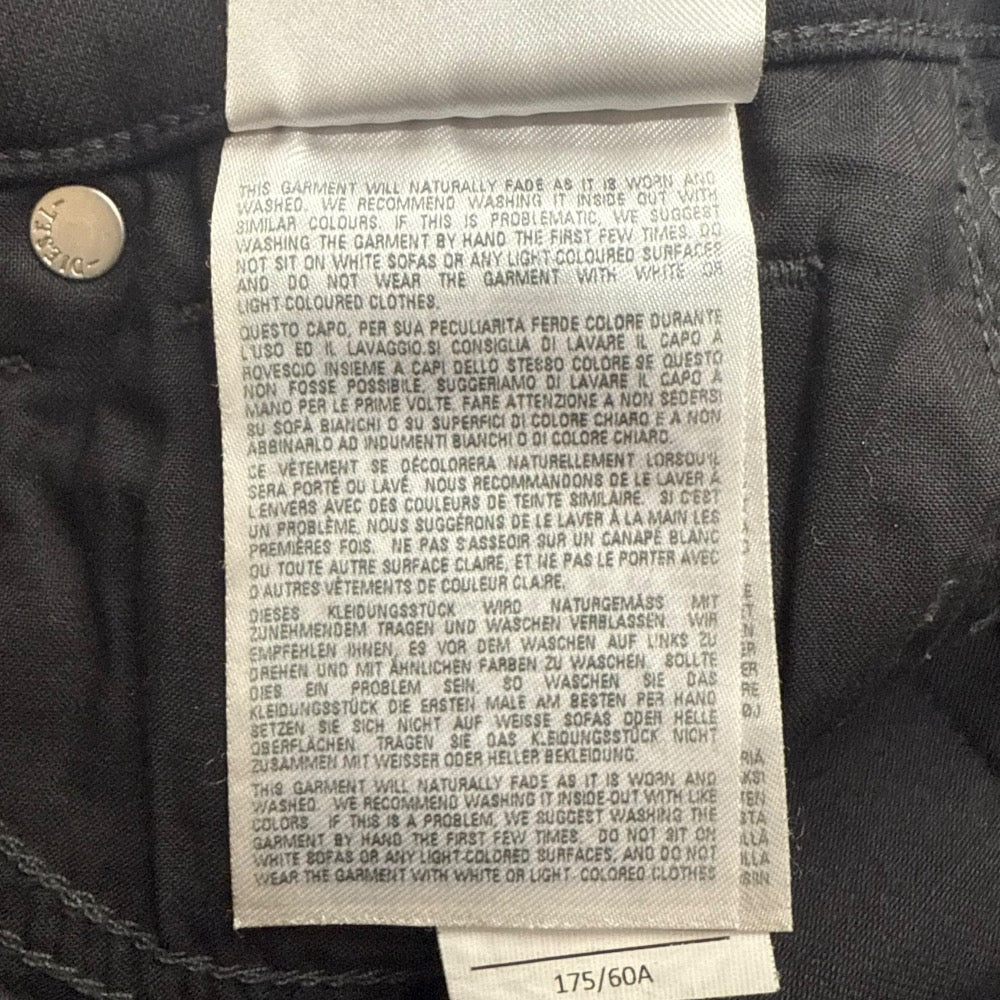 -DIESEL-
THIS GARMENT WILL NATURALLY FADE AS IT IS WORN AND
WASHED. WE RECOMMEND WASHING IT INSIDE OUT WITH
SIMILAR COLOURS. IF THIS IS PROBLEMATIC, WE SUGGEST
WASHING THE GARMENT BY HAND THE FIRST FEW TIMES. DO
NOT SIT ON WHITE SOFAS OR ANY LIGHT-COLOURED SURFACES
AND DO NOT WEAR THE GARMENT WITH WHITE OR
LIGHT-COLOURED CLOTHES.
QUESTO CAPO, PER SUA PECULIARITA PERDE COLORE DURANTE
L'USO ED IL LAVAGGIO.SI CONSIGLIA DI LAVARE IL CAPO A
ROVESCIO INSIEME A CAPI DELLO STESSO COLORE.SE QUESTO
NON FOSSE POSSIBILE, SUGGERIAMO DI LAVARE IL CAPO A
MANO PER LE PRIME VOLTE. FARE ATTENZIONE A NON SEDERSI
SU SOFÀ BIANCHI O SU SUPERFICI DI COLORE CHIARO E A NON
ABBINARLO AD INDUMENTI BIANCHI O DI COLORE CHIARO.
CE VÊTEMENT SE DÉCOLORERA NATURELLEMENT LORSQU'IL
SERA PORTÉ OU LAVÉ. NOUS RECOMMANDONS DE LE LAVER À
L'ENVERS AVEC DES COULEURS DE TEINTE SIMILAIRE. SI C'EST
UN PROBLÈME, NOUS SUGGÉRONS DE LE LAVER À LA MAIN LES
PREMIÈRES FOIS. NE PAS S'ASSEOIR SUR UN CANAPÉ BLANC
OU TOUTE AUTRE SURFACE CLAIRE, ET NE PAS LE PORTER AVEC
D'AUTRES VÊTEMENTS DE COULEUR CLAIRE.
DIESES KLEIDUNGSSTÜCK WIRD NATURGEMÄSS MIT
ZUNEHMENDEM TRAGEN UND WASCHEN VERBLASSEN. WIR
EMPFEHLEN IHNEN, ES VOR DEM WASCHEN AUF LINKS ZU
DREHEN UND MIT ÄHNLICHEN FARBEN ZU WASCHEN. SOLLTE
DIES EIN PROBLEM SEIN, SO WASCHEN SIE DAS
KLEIDUNGSSTÜCK DIE ERSTEN MALE AM BESTEN PER HAND
SETZEN SIE SICH NICHT AUF WEISSE SOFAS ODER HELLE
OBERFLÄCHEN. TRAGEN SIE DAS KLEIDUNGSSTÜCK NICHT
ZUSAMMEN MIT WEISSER ODER HELLER BEKLEIDUNG.
THIS GARMENT WILL NATURALLY FADE AS IT IS WORN AND
WASHED. WE RECOMMEND WASHING IT INSIDE-OUT WITH LIKE
COLORS. IF THIS IS A PROBLEM, WE SUGGEST WASHING THE
GARMENT BY HAND THE FIRST FEW TIMES. DO NOT SIT ON
WHITE SOFAS OR ANY LIGHT-COLORED SURFACES, AND DO NOT
WEAR THE GARMENT WITH WHITE OR LIGHT-COLORED CLOTHES
175/60A